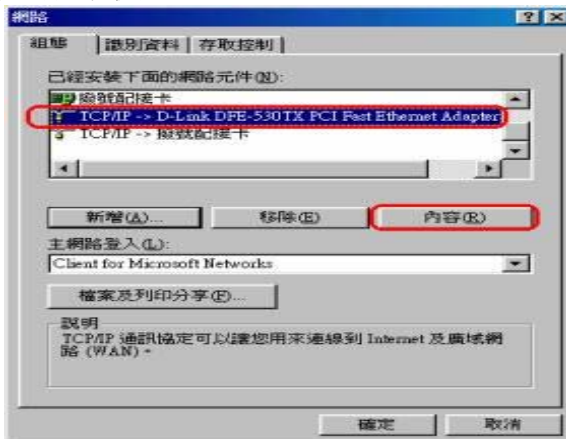 網路
組態 識別資料 存取控制
已經安裝下面的網路元件(N):
撥號配接卡
TCP/IP -> D-Link DFE-530TX PCI Fast Ethernet Adapter
TCP/IP -> 撥號配接卡
新增(A)... 移除(E) 內容(R)
主網路登入(L):
Client for Microsoft Networks
檔案及列印分享(F)...
說明
TCP/IP 通訊協定可以讓您用來連線到 Internet 及廣域網
路 (WAN)。
確定 取消